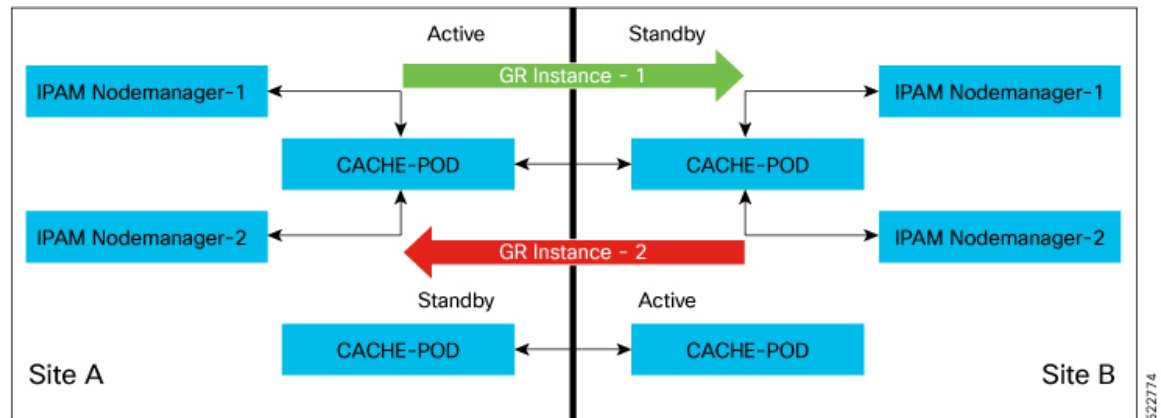 Active
Standby
GR Instance - 1
IPAM Nodemanager-1
IPAM Nodemanager-1
CACHE-POD
CACHE-POD
IPAM Nodemanager-2
IPAM Nodemanager-2
GR Instance - 2
Standby
Active
CACHE-POD
CACHE-POD
Site A
Site B
522774